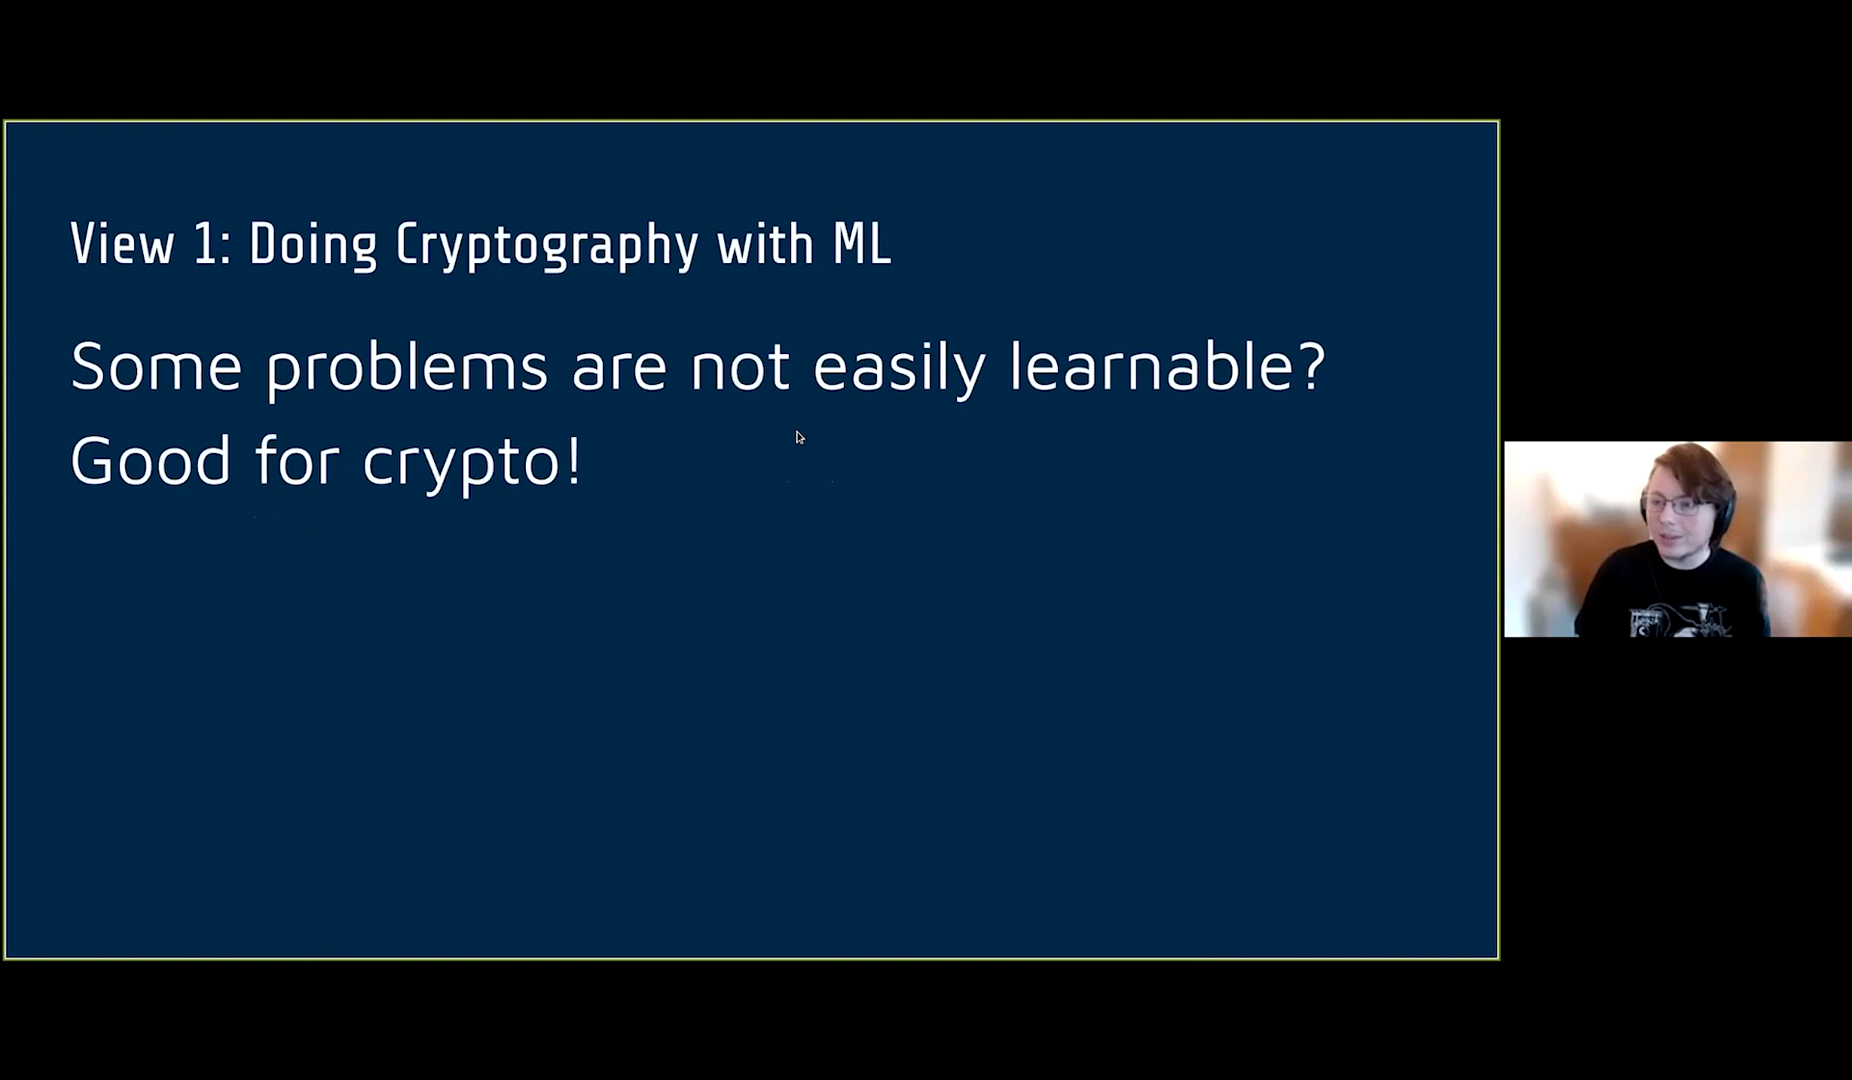 View 1: Doing Cryptography with ML
Some problems are not easily learnable?
Good for crypto!